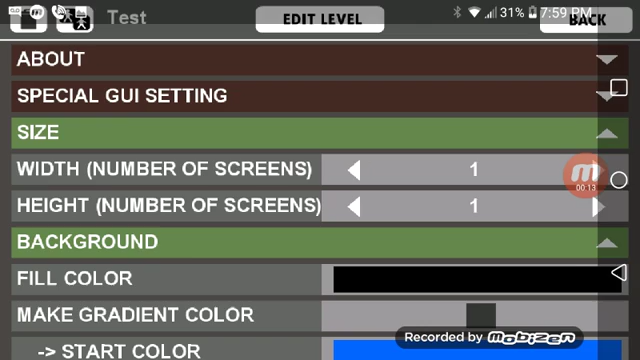 Test
EDIT LEVEL
31% 7:59 PM
BACK
ABOUT
SPECIAL GUI SETTING
SIZE
WIDTH (NUMBER OF SCREENS)
1
00:13
HEIGHT (NUMBER OF SCREENS)
1
BACKGROUND
FILL COLOR
MAKE GRADIENT COLOR
Recorded by mobizen
-> START COLOR